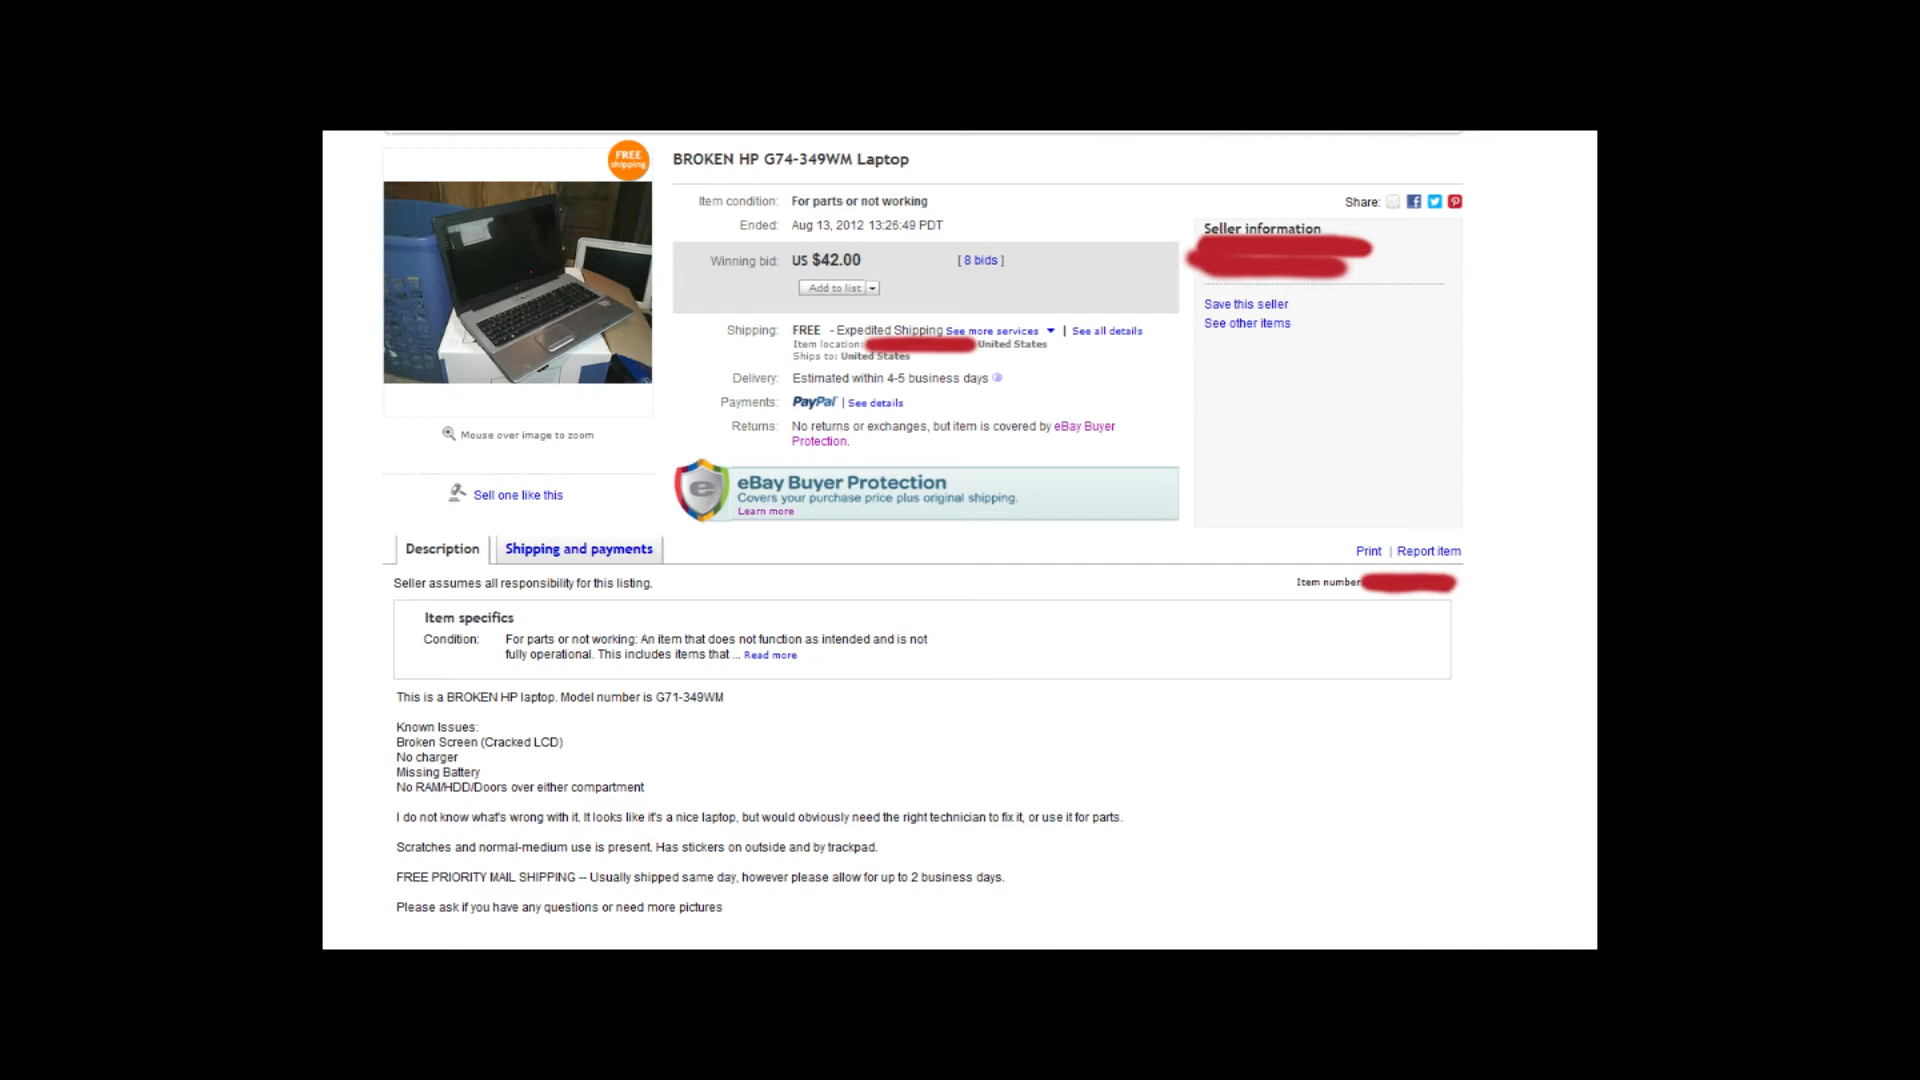 FREE
shipping
BROKEN HP G74-349WM Laptop
Item condition: For parts or not working
Ended: Aug 13, 2012 13:26:49 PDT
Share:
Winning bid: US $42.00 [ 8 bids ]
Add to list
Seller information
Save this seller
See other items
Shipping: FREE - Expedited Shipping See more services | See all details
Item location: United States
Ships to: United States
Delivery: Estimated within 4-5 business days
Payments: PayPal | See details
Returns: No returns or exchanges, but item is covered by eBay Buyer
Protection.
Mouse over image to zoom
Sell one like this
e
eBay Buyer Protection
Covers your purchase price plus original shipping.
Learn more
Description Shipping and payments
Print | Report item
Seller assumes all responsibility for this listing.
Item number
Item specifics
Condition: For parts or not working: An item that does not function as intended and is not
fully operational. This includes items that ... Read more
This is a BROKEN HP laptop. Model number is G71-349WM
Known Issues:
Broken Screen (Cracked LCD)
No charger
Missing Battery
No RAM/HDD/Doors over either compartment
I do not know what's wrong with it. It looks like it's a nice laptop, but would obviously need the right technician to fix it, or use it for parts.
Scratches and normal-medium use is present. Has stickers on outside and by trackpad.
FREE PRIORITY MAIL SHIPPING -- Usually shipped same day, however please allow for up to 2 business days.
Please ask if you have any questions or need more pictures